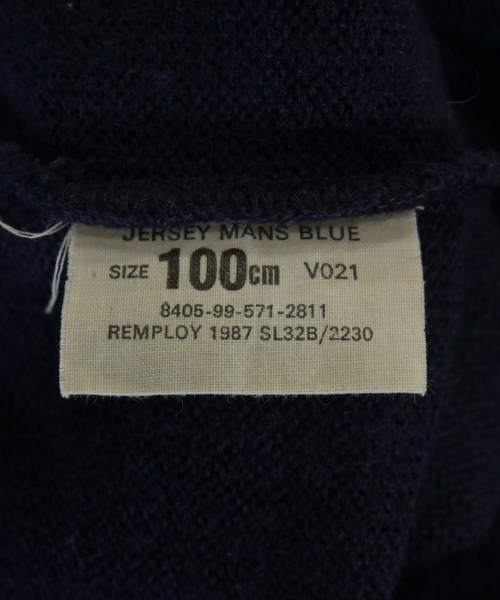 JERSEY MANS BLUE
SIZE 100cm V021
8405-99-571-2811
REMPLOY 1987 SL32B/2230